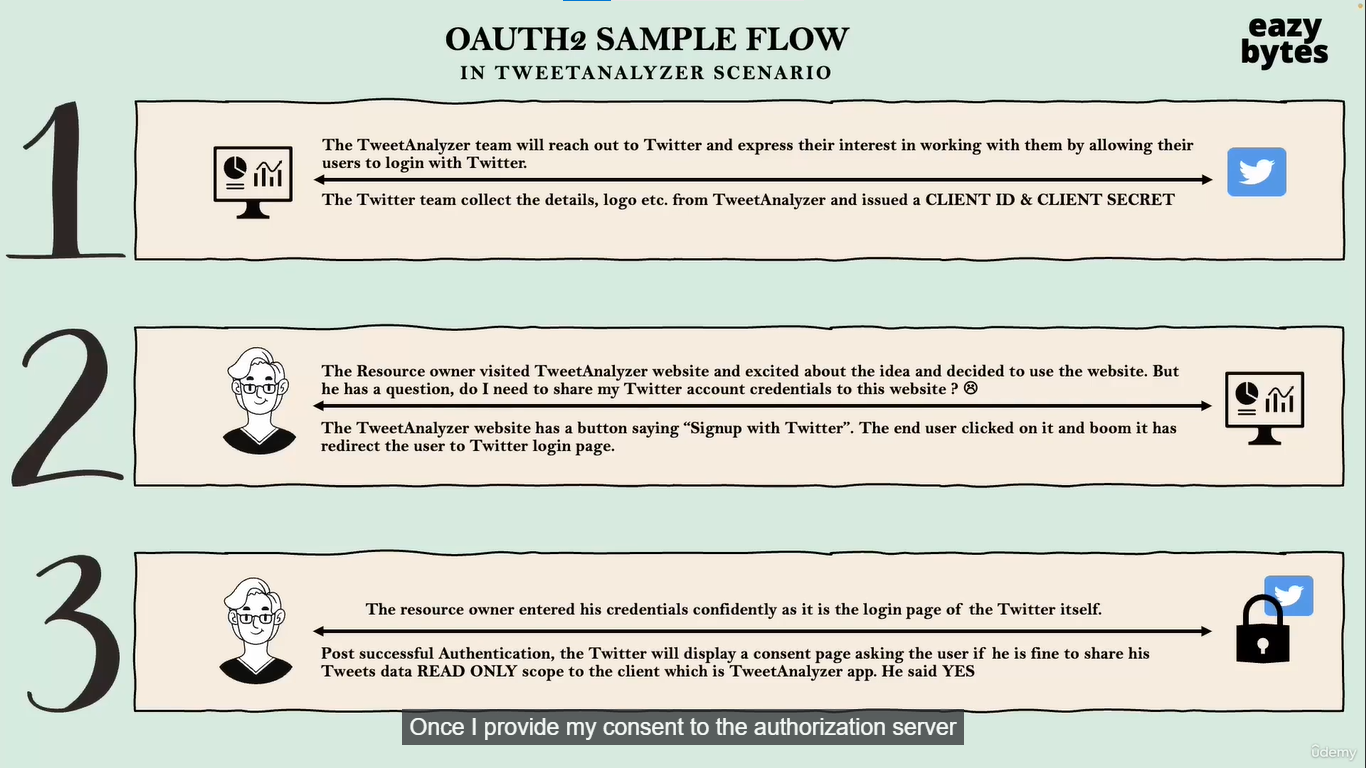 OAUTH2 SAMPLE FLOW
IN TWEETANALYZER SCENARIO
eazy
bytes
1
The TweetAnalyzer team will reach out to Twitter and express their interest in working with them by allowing their
users to login with Twitter.
The Twitter team collect the details, logo etc. from TweetAnalyzer and issued a CLIENT ID & CLIENT SECRET
2
The Resource owner visited TweetAnalyzer website and excited about the idea and decided to use the website. But
he has a question, do I need to share my Twitter account credentials to this website ? ☹
The TweetAnalyzer website has a button saying “Signup with Twitter”. The end user clicked on it and boom it has
redirect the user to Twitter login page.
3
The resource owner entered his credentials confidently as it is the login page of the Twitter itself.
Post successful Authentication, the Twitter will display a consent page asking the user if he is fine to share his
Tweets data READ ONLY scope to the client which is TweetAnalyzer app. He said YES
Once I provide my consent to the authorization server
ûdemy